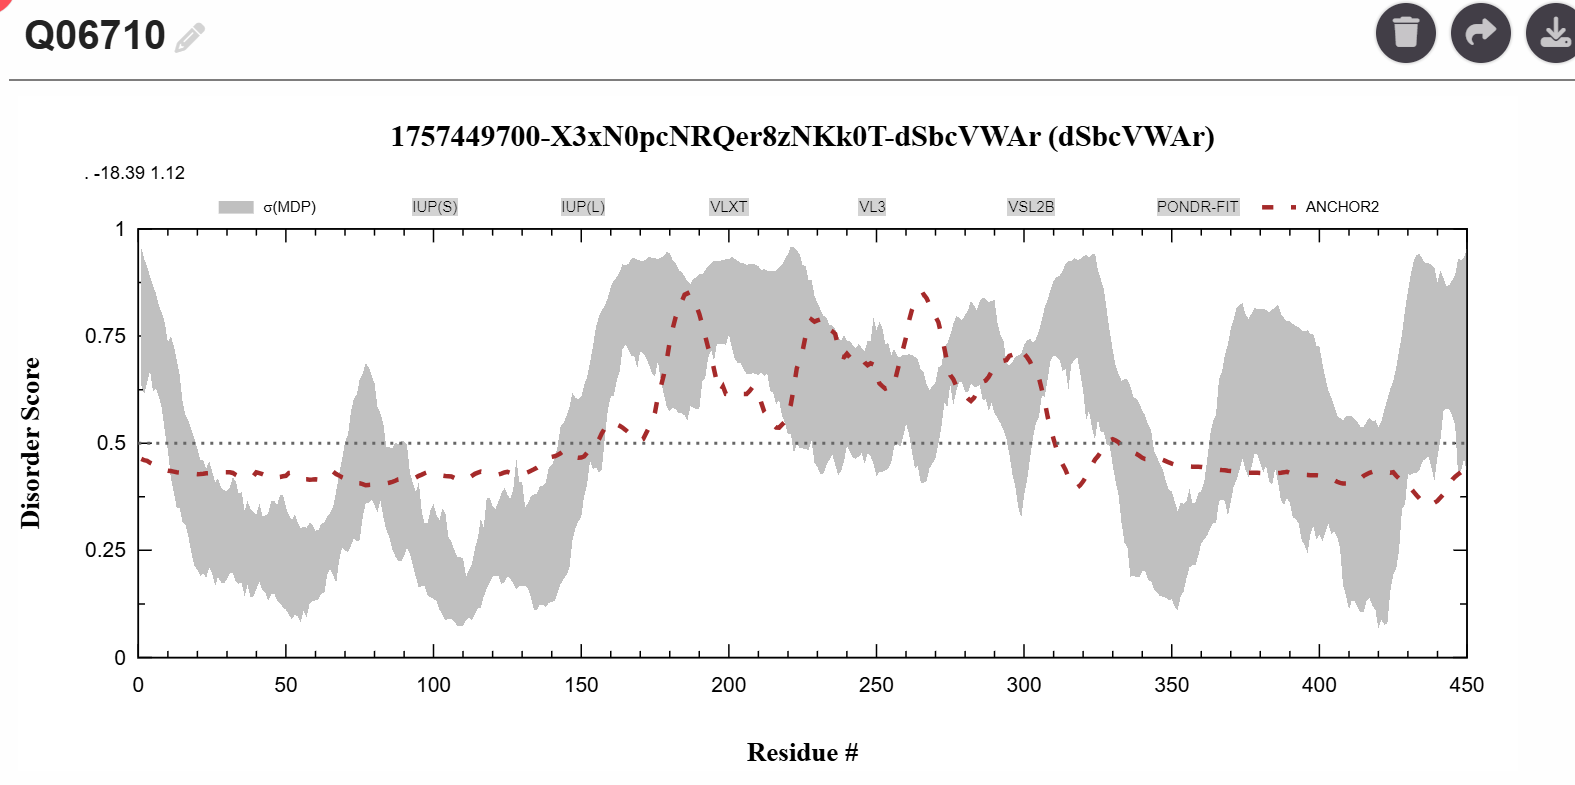 Q06710
1757449700-X3xN0pcNRQer8zNKk0T-dSbcVWAr (dSbcVWAr)
. -18.39 1.12
σ(MDP) IUP(S) IUP(L) VLXT VL3 VSL2B PONDR-FIT ANCHOR2
1
0.75
0.5
0.25
0
Disorder Score
0 50 100 150 200 250 300 350 400 450
Residue #